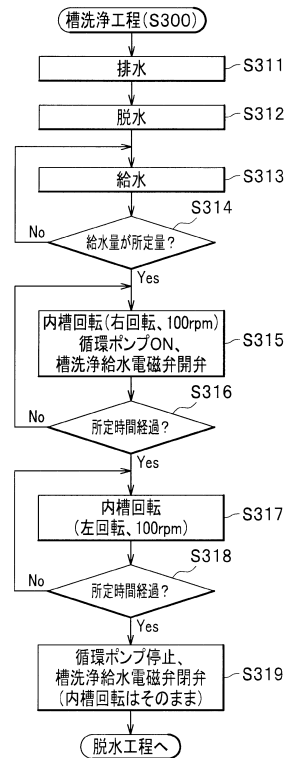 槽洗浄工程(S300)
排水 S311
脱水 S312
給水 S313
S314
給水量が所定量？
No
Yes
内槽回転(右回転、100rpm)
循環ポンプON、
槽洗浄給水電磁弁開弁
S315
S316
所定時間経過？
No
Yes
内槽回転
(左回転、100rpm)
S317
S318
所定時間経過？
No
Yes
循環ポンプ停止、
槽洗浄給水電磁弁閉弁
(内槽回転はそのまま)
S319
脱水工程へ